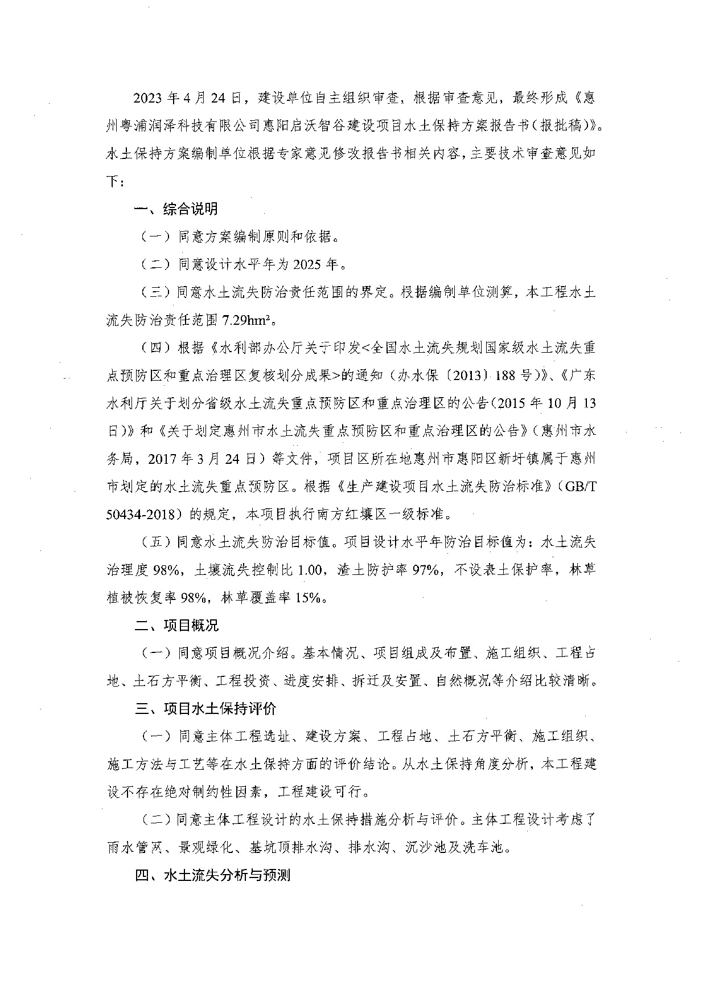 2023 年 4 月 24 日，建设单位自主组织审查，根据审查意见，最终形成《惠
州粤浦润泽科技有限公司惠阳启沃智谷建设项目水土保持方案报告书（报批稿）》。
水土保持方案编制单位根据专家意见修改报告书相关内容，主要技术审查意见如
下：
一、综合说明
（一）同意方案编制原则和依据。
（二）同意设计水平年为 2025 年。
（三）同意水土流失防治责任范围的界定。根据编制单位测算，本工程水土
流失防治责任范围 7.29hm²。
（四）根据《水利部办公厅关于印发<全国水土流失规划国家级水土流失重
点预防区和重点治理区复核划分成果>的通知（办水保〔2013〕188 号）》、《广东
水利厅关于划分省级水土流失重点预防区和重点治理区的公告（2015 年 10 月 13
日）》和《关于划定惠州市水土流失重点预防区和重点治理区的公告》（惠州市水
务局，2017 年 3 月 24 日）等文件，项目区所在地惠州市惠阳区新圩镇属于惠州
市划定的水土流失重点预防区。根据《生产建设项目水土流失防治标准》（GB/T
50434-2018）的规定，本项目执行南方红壤区一级标准。
（五）同意水土流失防治目标值。项目设计水平年防治目标值为：水土流失
治理度 98%，土壤流失控制比 1.00，渣土防护率 97%，不设表土保护率，林草
植被恢复率 98%，林草覆盖率 15%。
二、项目概况
（一）同意项目概况介绍。基本情况、项目组成及布置、施工组织、工程占
地、土石方平衡、工程投资、进度安排、拆迁及安置、自然概况等介绍比较清晰。
三、项目水土保持评价
（一）同意主体工程选址、建设方案、工程占地、土石方平衡、施工组织、
施工方法与工艺等在水土保持方面的评价结论。从水土保持角度分析，本工程建
设不存在绝对制约性因素，工程建设可行。
（二）同意主体工程设计的水土保持措施分析与评价。主体工程设计考虑了
雨水管网、景观绿化、基坑顶排水沟、排水沟、沉沙池及洗车池。
四、水土流失分析与预测